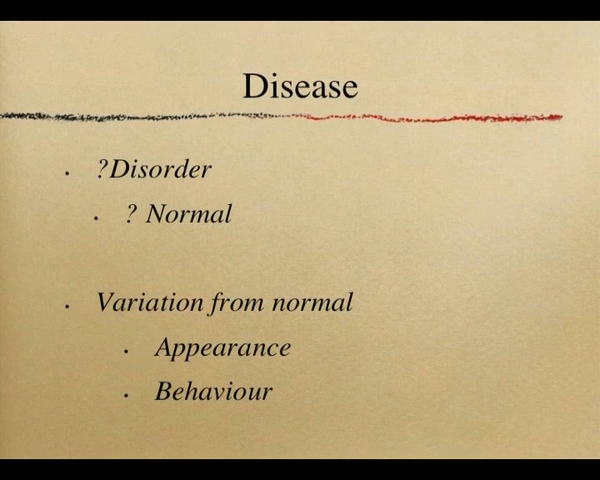 Disease
• ?Disorder
• ? Normal
• Variation from normal
• Appearance
• Behaviour